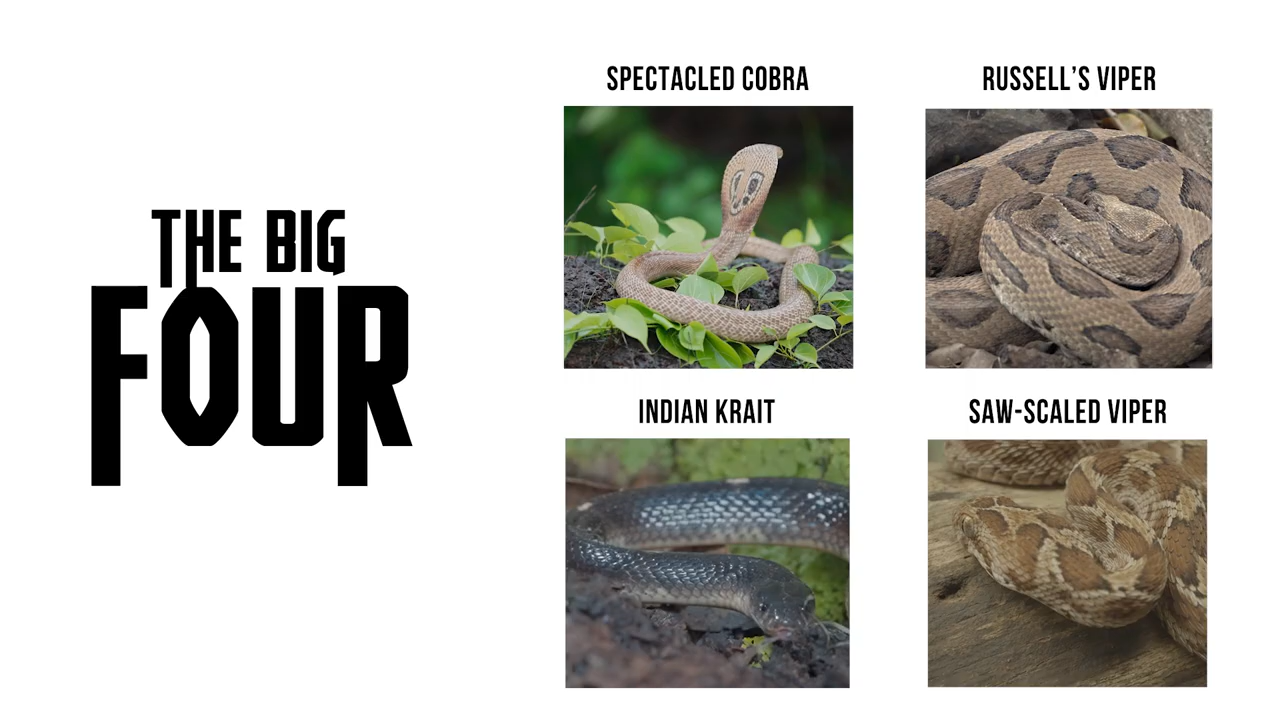 THE BIG
FOUR
SPECTACLED COBRA
RUSSELL'S VIPER
INDIAN KRAIT
SAW-SCALED VIPER